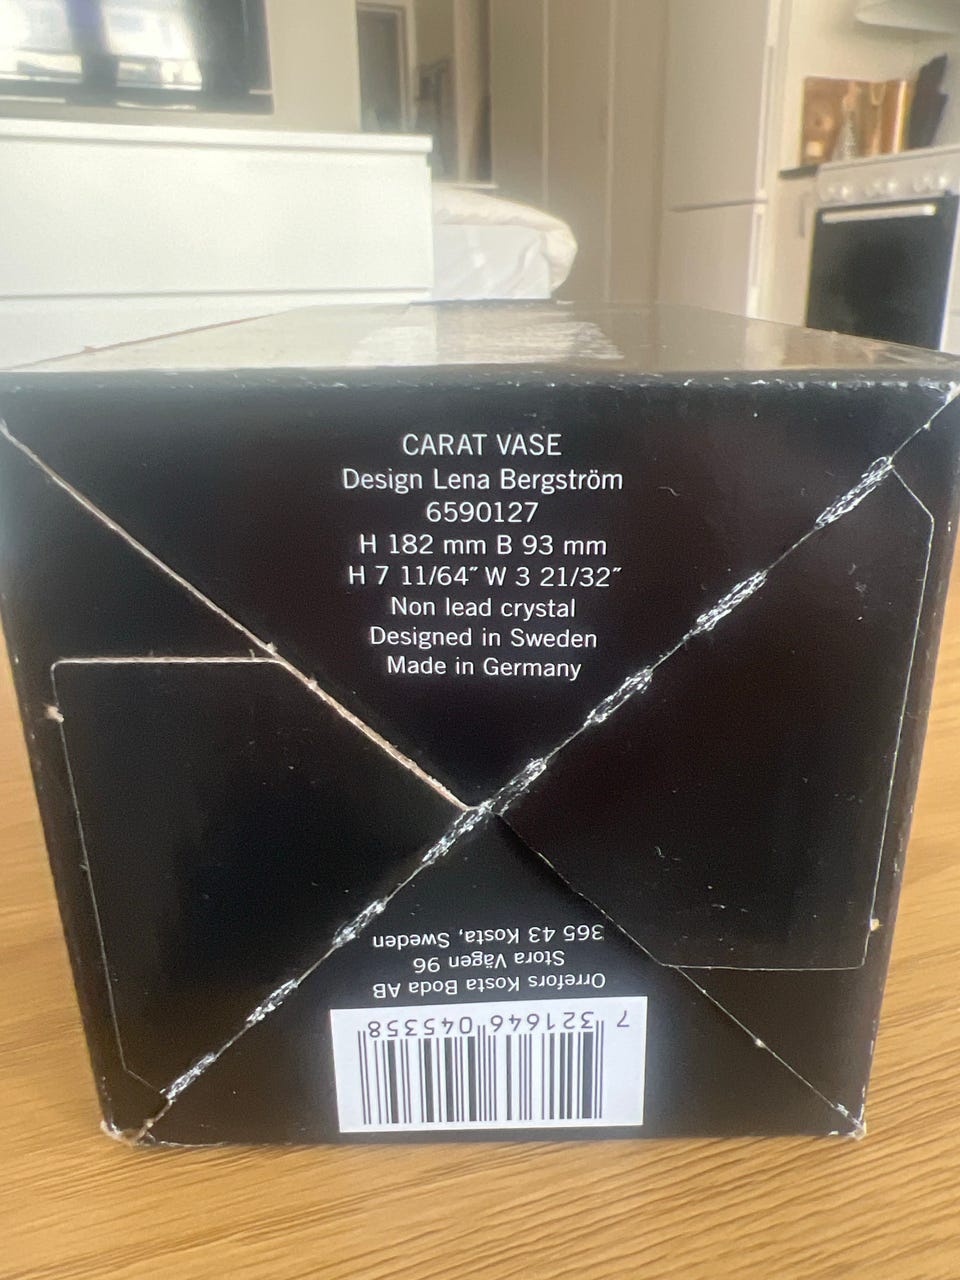 CARAT VASE
Design Lena Bergström
6590127
H 182 mm B 93 mm
H 7 11/64˝ W 3 21/32˝
Non lead crystal
Designed in Sweden
Made in Germany
Orrefors Kosta Boda AB
Stora Vägen 96
365 43 Kosta, Sweden
7 321646 045358